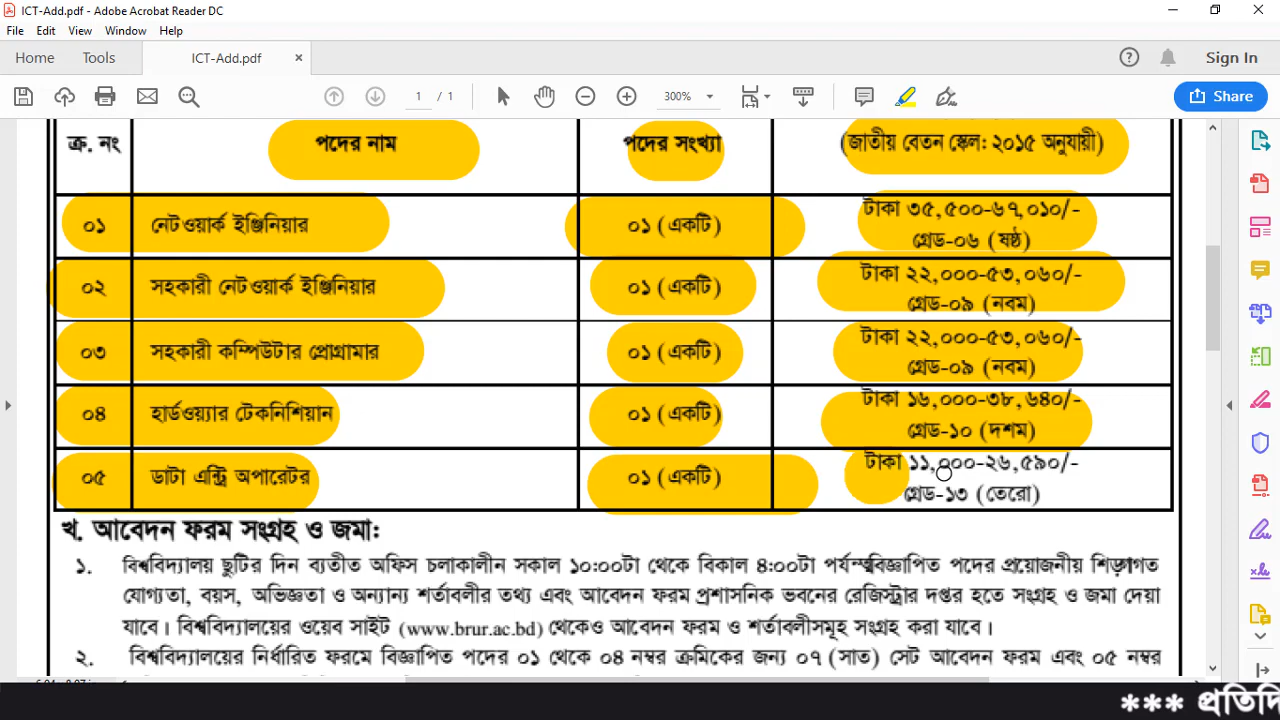 ICT-Add.pdf - Adobe Acrobat Reader DC
File Edit View Window Help
Home Tools ICT-Add.pdf × Sign In
1 / 1 300% Share
ক্র. নং পদের নাম পদের সংখ্যা (জাতীয় বেতন স্কেল: ২০১৫ অনুযায়ী)
০১ নেটওয়ার্ক ইঞ্জিনিয়ার ০১ (একটি) টাকা ৩৫,৫০০-৬৭,০১০/-
গ্রেড-০৬ (ষষ্ঠ)
০২ সহকারী নেটওয়ার্ক ইঞ্জিনিয়ার ০১ (একটি) টাকা ২২,০০০-৫৩,০৬০/-
গ্রেড-০৯ (নবম)
০৩ সহকারী কম্পিউটার প্রোগ্রামার ০১ (একটি) টাকা ২২,০০০-৫৩,০৬০/-
গ্রেড-০৯ (নবম)
০৪ হার্ডওয়্যার টেকনিশিয়ান ০১ (একটি) টাকা ১৬,০০০-৩৮,৬৪০/-
গ্রেড-১০ (দশম)
০৫ ডাটা এন্ট্রি অপারেটর ০১ (একটি) টাকা ১১,০০০-২৬,৫৯০/-
গ্রেড-১৩ (তেরো)
খ. আবেদন ফরম সংগ্রহ ও জমা:
১. বিশ্ববিদ্যালয় ছুটির দিন ব্যতীত অফিস চলাকালীন সকাল ১০:০০টা থেকে বিকাল ৪:০০টা পর্যন্ত বিজ্ঞাপিত পদের প্রয়োজনীয়
যোগ্যতা, বয়স, অভিজ্ঞতা ও অন্যান্য শর্তাবলীর তথ্য এবং আবেদন ফরম প্রশাসনিক ভবনের রেজিস্ট্রার দপ্তর হতে সংগ্রহ ও জমা দেয়া
যাবে। বিশ্ববিদ্যালয়ের ওয়েব সাইট (www.brur.ac.bd) থেকেও আবেদন ফরম ও শর্তাবলীসমূহ সংগ্রহ করা যাবে।
২. বিশ্ববিদ্যালয়ের নির্ধারিত ফরমে বিজ্ঞাপিত পদের ০১ থেকে ০৪ নম্বর ক্রমিকের জন্য ০৭ (সাত) সেট আবেদন ফরম এবং ০৫ নম্বর
*** প্রতিদি